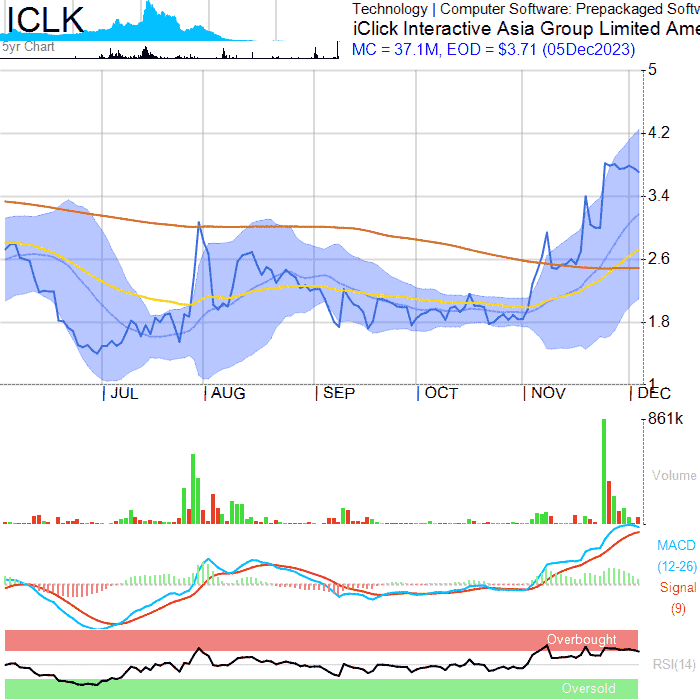 ICLK
5yr Chart
Technology | Computer Software: Prepackaged Softw
iClick Interactive Asia Group Limited Ame
MC = 37.1M, EOD = $3.71 (05Dec2023)
5
4.2
3.4
2.6
1.8
1
JUL AUG SEP OCT NOV DEC
861k
Volume
MACD
(12-26)
Signal
(9)
Overbought
RSI(14)
Oversold